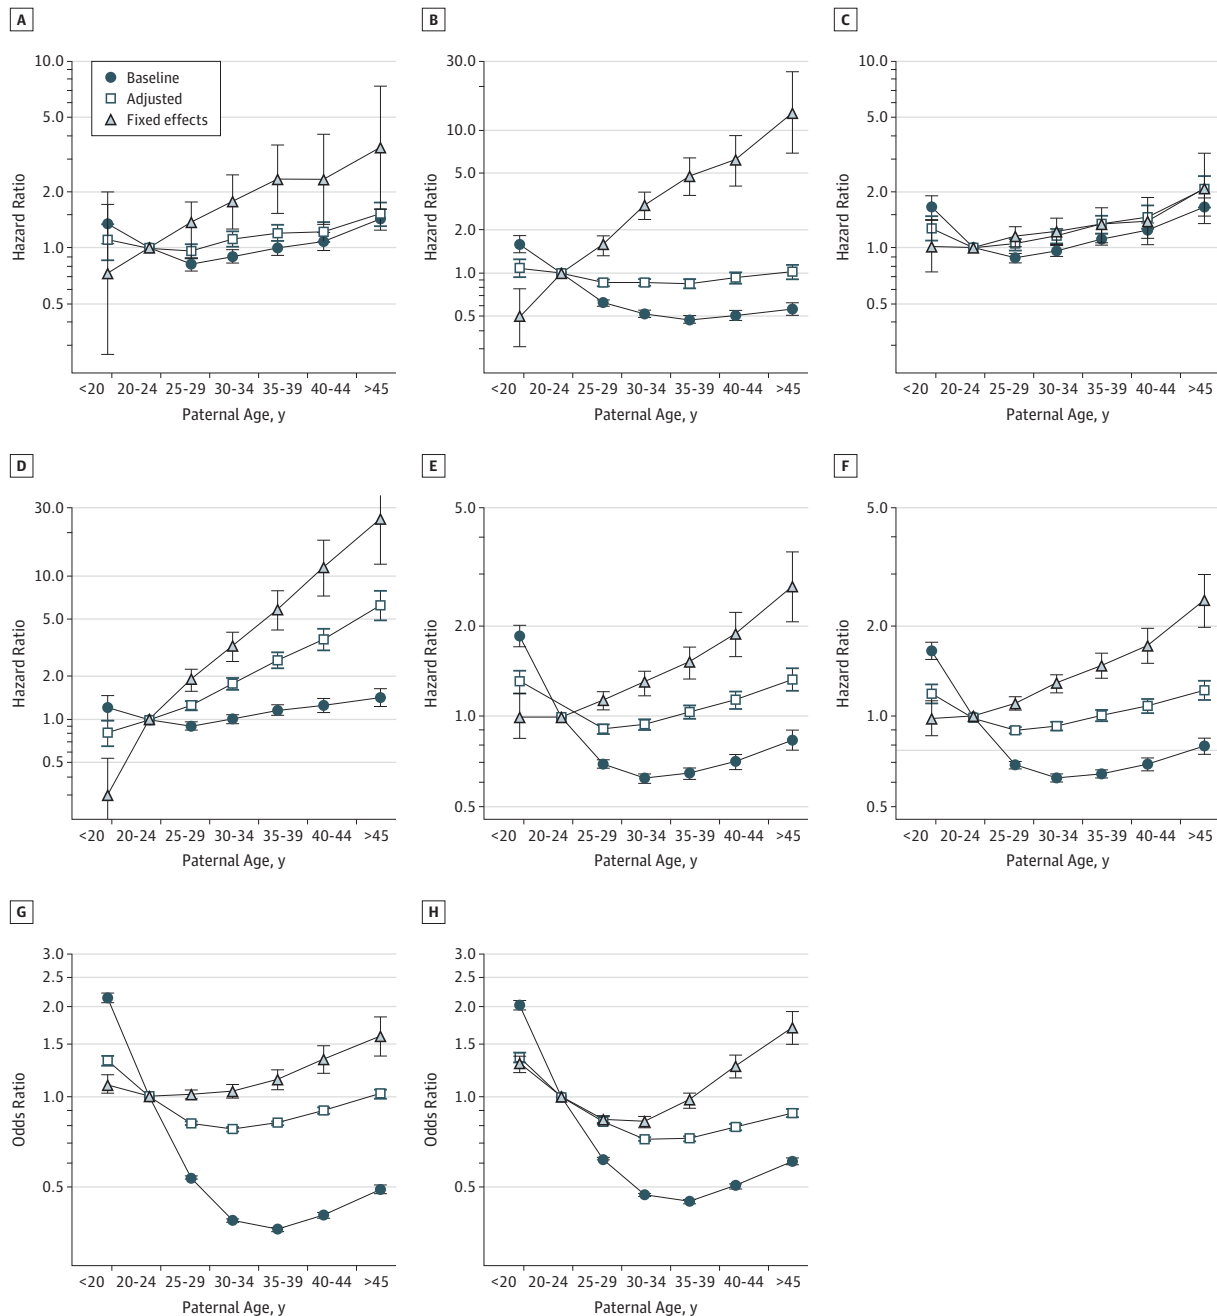 A
Hazard Ratio
10.0
5.0
2.0
1.0
0.5
Baseline
Adjusted
Fixed effects
<20 20-24 25-29 30-34 35-39 40-44 >45
Paternal Age, y
B
Hazard Ratio
30.0
10.0
5.0
2.0
1.0
0.5
<20 20-24 25-29 30-34 35-39 40-44 >45
Paternal Age, y
C
Hazard Ratio
10.0
5.0
2.0
1.0
0.5
<20 20-24 25-29 30-34 35-39 40-44 >45
Paternal Age, y
D
Hazard Ratio
30.0
10.0
5.0
2.0
1.0
0.5
<20 20-24 25-29 30-34 35-39 40-44 >45
Paternal Age, y
E
Hazard Ratio
5.0
2.0
1.0
0.5
<20 20-24 25-29 30-34 35-39 40-44 >45
Paternal Age, y
F
Hazard Ratio
5.0
2.0
1.0
0.5
<20 20-24 25-29 30-34 35-39 40-44 >45
Paternal Age, y
G
Odds Ratio
3.0
2.5
2.0
1.5
1.0
0.5
<20 20-24 25-29 30-34 35-39 40-44 >45
Paternal Age, y
H
Odds Ratio
3.0
2.5
2.0
1.5
1.0
0.5
<20 20-24 25-29 30-34 35-39 40-44 >45
Paternal Age, y